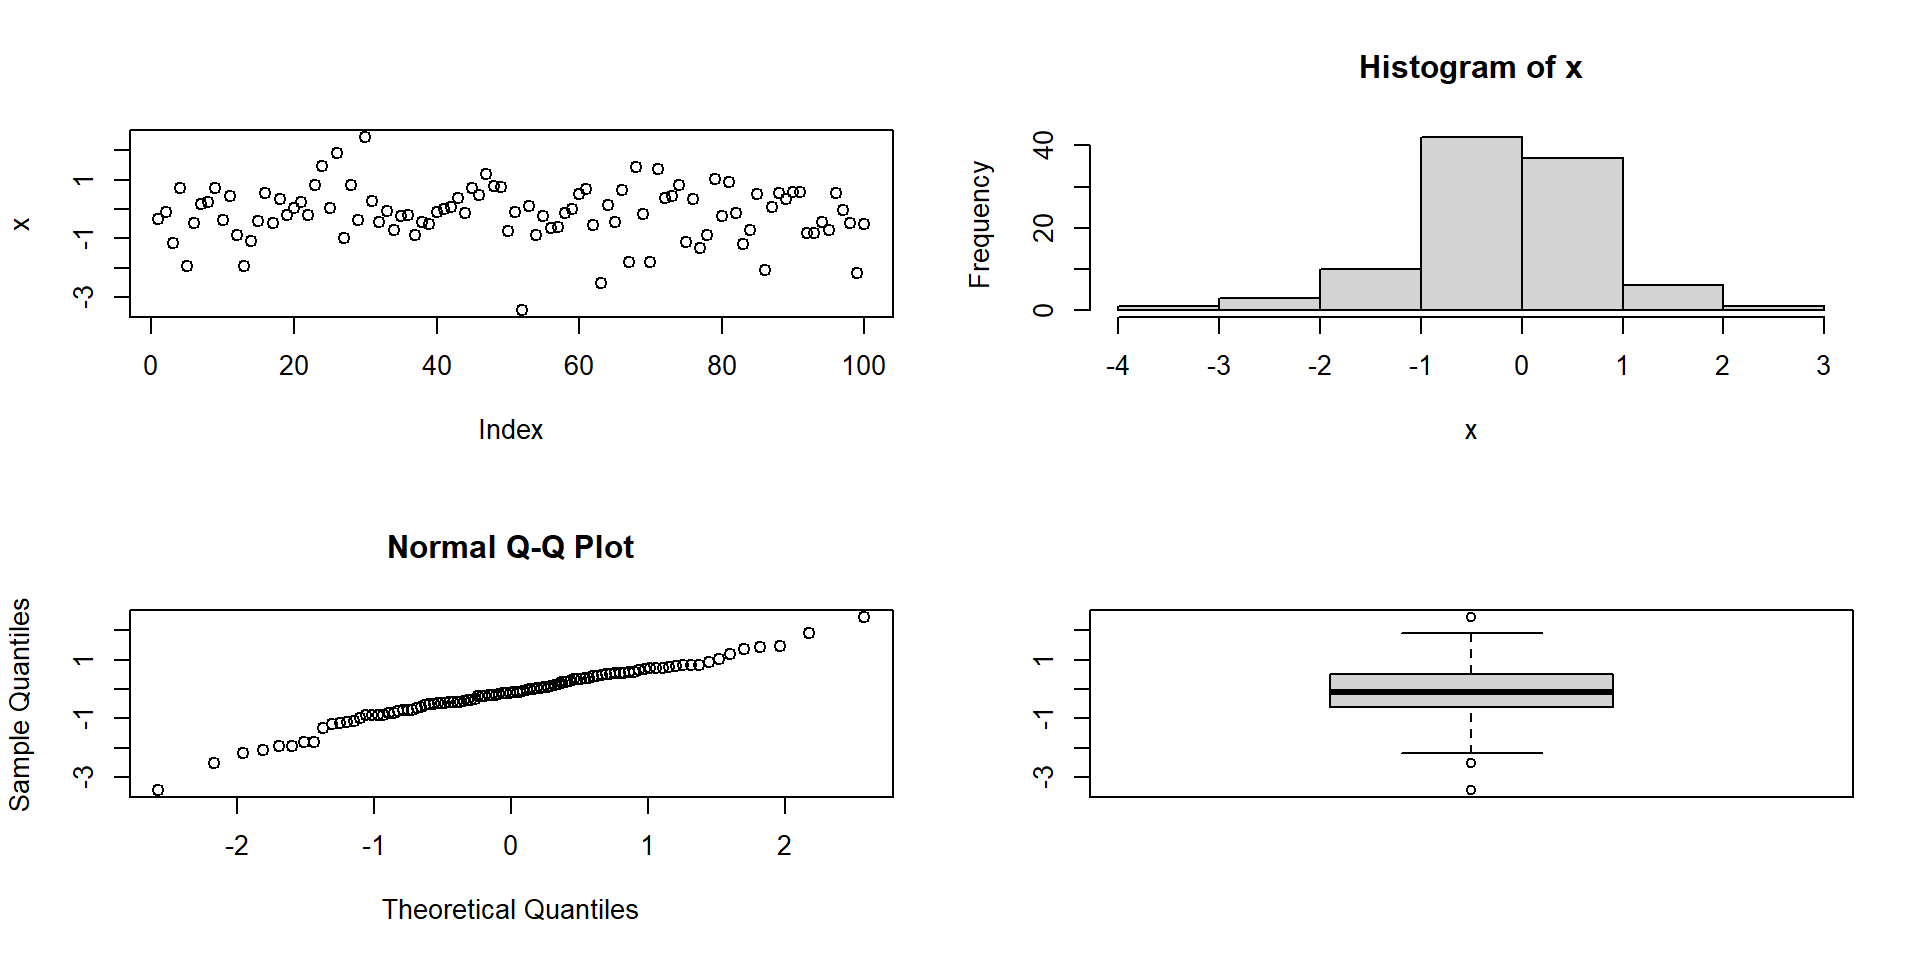 x
1
-1
-3
0 20 40 60 80 100
Index
Histogram of x
Frequency
40
20
0
-4 -3 -2 -1 0 1 2 3
x
Normal Q-Q Plot
Sample Quantiles
1
-1
-3
-2 -1 0 1 2
Theoretical Quantiles
1
-1
-3